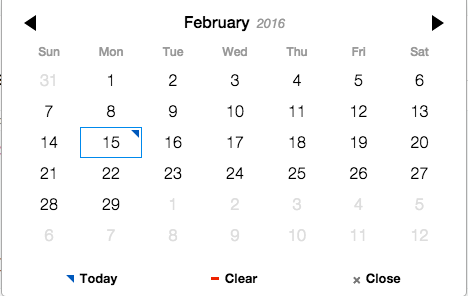 February 2016
Sun Mon Tue Wed Thu Fri Sat
31 1 2 3 4 5 6
7 8 9 10 11 12 13
14 15 16 17 18 19 20
21 22 23 24 25 26 27
28 29 1 2 3 4 5
6 7 8 9 10 11 12
Today Clear × Close